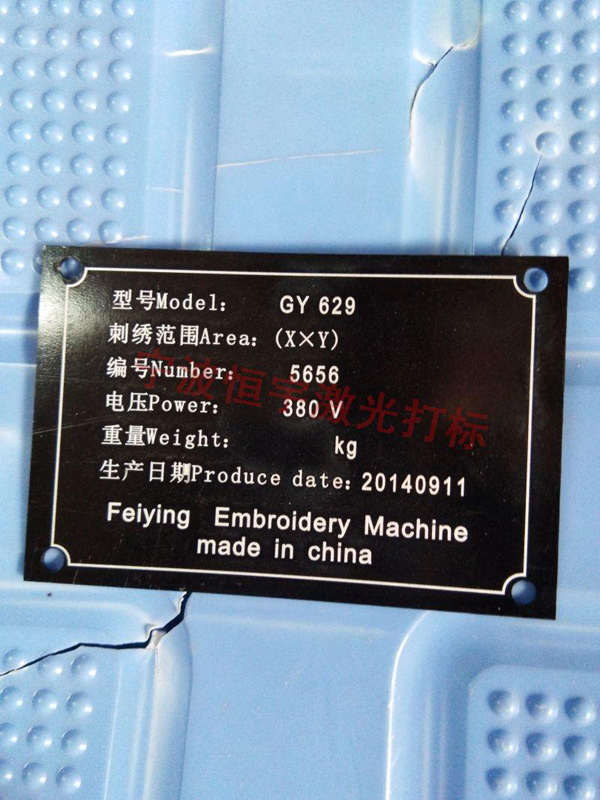 型号Model: GY 629
刺绣范围Area: (X×Y)
编号Number: 5656
宁波恒宇激光打标
电压Power: 380 V
重量Weight: kg
生产日期Produce date: 20140911
Feiying Embroidery Machine
made in china